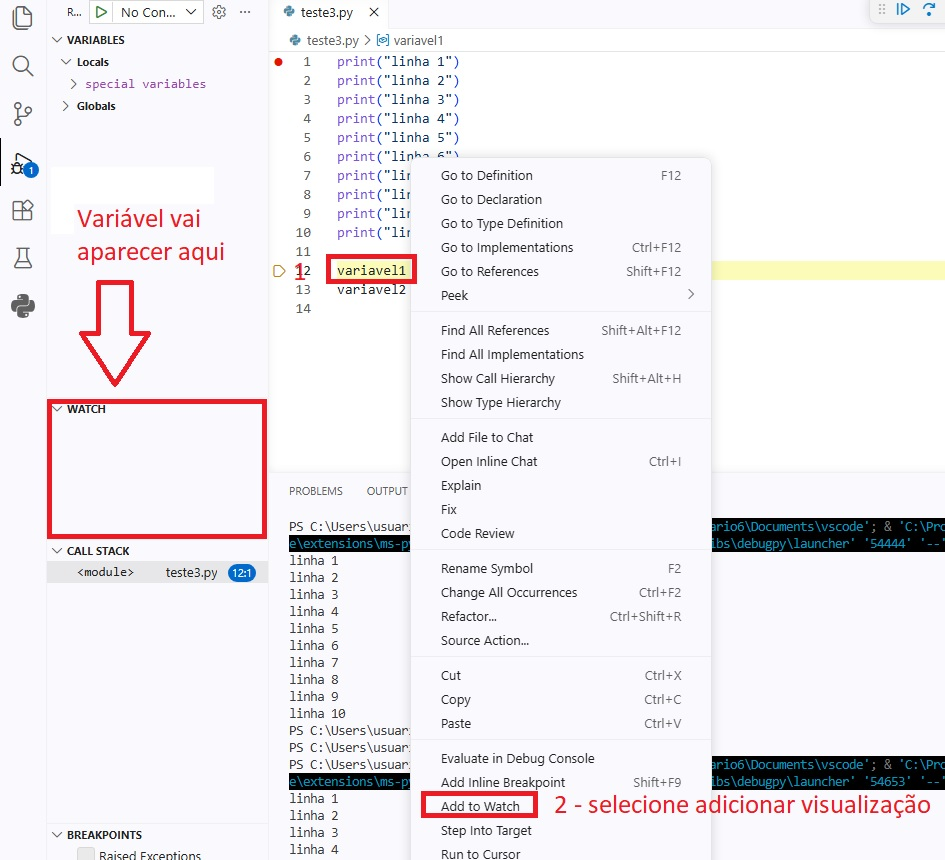 R...
No Con...
VARIABLES
Locals
special variables
Globals
Variável vai
aparecer aqui
WATCH
CALL STACK
<module> teste3.py 12:1
BREAKPOINTS
Raised Exceptions
1
teste3.py
teste3.py > variavel1
1 print("linha 1")
2 print("linha 2")
3 print("linha 3")
4 print("linha 4")
5 print("linha 5")
6 print("linha 6")
7 print("lin
8 print("lin
9 print("lin
10 print("lin
11
12 variavel1
1
13 variavel2
14
Go to Definition F12
Go to Declaration
Go to Type Definition
Go to Implementations Ctrl+F12
Go to References Shift+F12
Peek
Find All References Shift+Alt+F12
Find All Implementations
Show Call Hierarchy Shift+Alt+H
Show Type Hierarchy
Add File to Chat
Open Inline Chat Ctrl+I
Explain
Fix
Code Review
Rename Symbol F2
Change All Occurrences Ctrl+F2
Refactor... Ctrl+Shift+R
Source Action...
Cut Ctrl+X
Copy Ctrl+C
Paste Ctrl+V
Evaluate in Debug Console
Add Inline Breakpoint Shift+F9
Add to Watch
2 - selecione adicionar visualização
Step Into Target
Run to Cursor
PROBLEMS OUTPUT
PS C:\Users\usuar ario6\Documents\vscode'; & 'C:\Pro
e\extensions\ms-p ibs\debugpy\launcher' '54444' '--'
linha 1
linha 2
linha 3
linha 4
linha 5
linha 6
linha 7
linha 8
linha 9
linha 10
PS C:\Users\usuar
PS C:\Users\usuar
PS C:\Users\usuar ario6\Documents\vscode'; & 'C:\Pro
e\extensions\ms-p ibs\debugpy\launcher' '54653' '--'
linha 1
linha 2
linha 3
linha 4